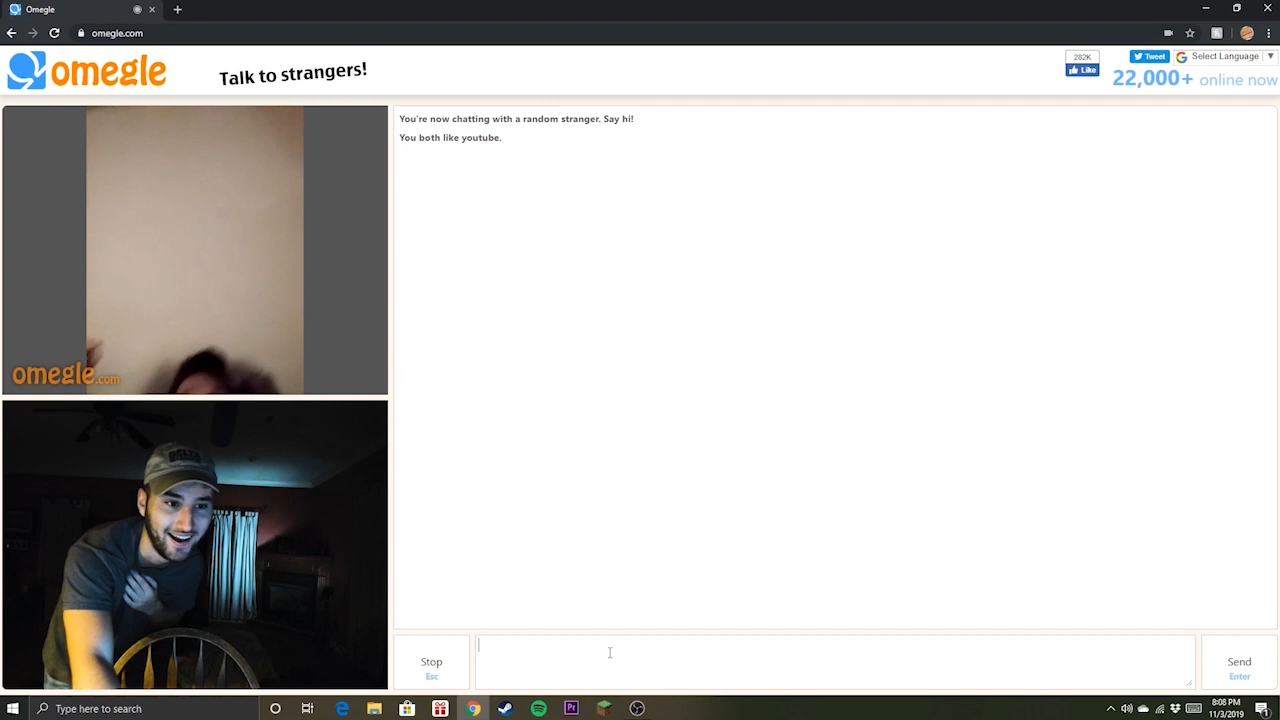 Omegle
omegle.com
omegle
Talk to strangers!
282K
Like
Tweet
Select Language
22,000+ online now
You're now chatting with a random stranger. Say hi!
You both like youtube.
omegle.com
Stop
Esc
Send
Enter
Type here to search
8:08 PM
11/3/2019